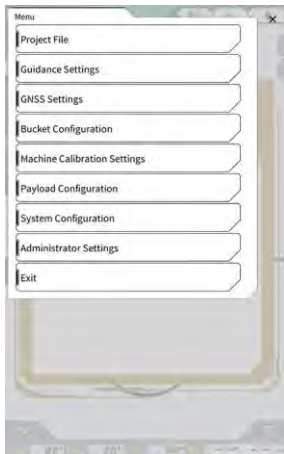 Menu
Project File
Guidance Settings
GNSS Settings
Bucket Configuration
Machine Calibration Settings
Payload Configuration
System Configuration
Administrator Settings
Exit